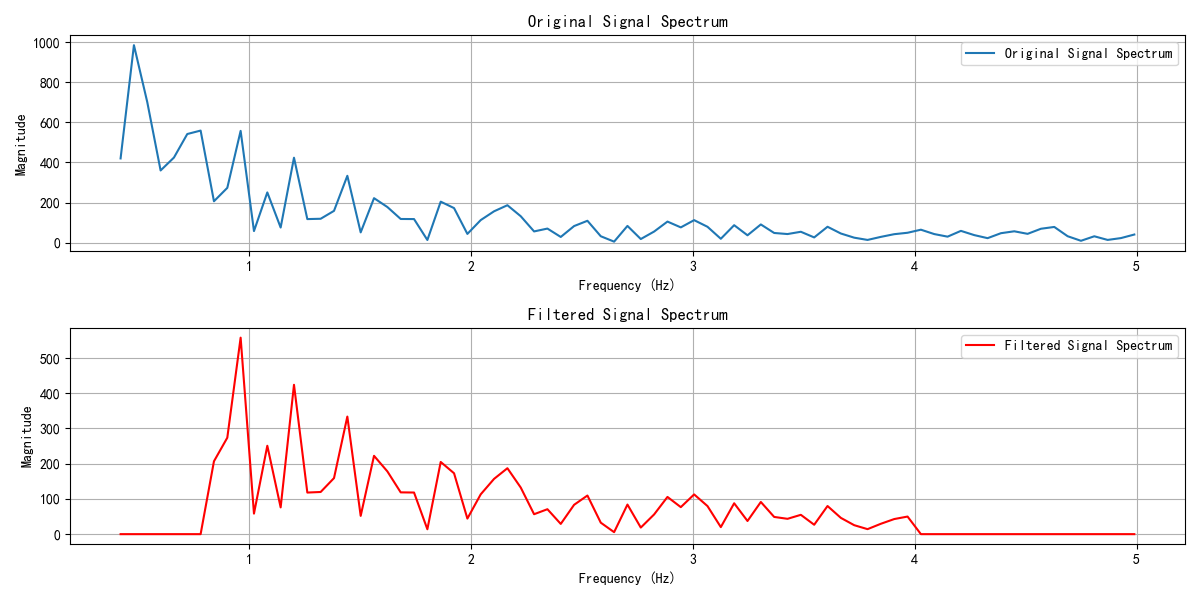 Original Signal Spectrum
Original Signal Spectrum
Magnitude
1000
800
600
400
200
0
1 2 3 4 5
Frequency (Hz)
Filtered Signal Spectrum
Filtered Signal Spectrum
Magnitude
500
400
300
200
100
0
1 2 3 4 5
Frequency (Hz)